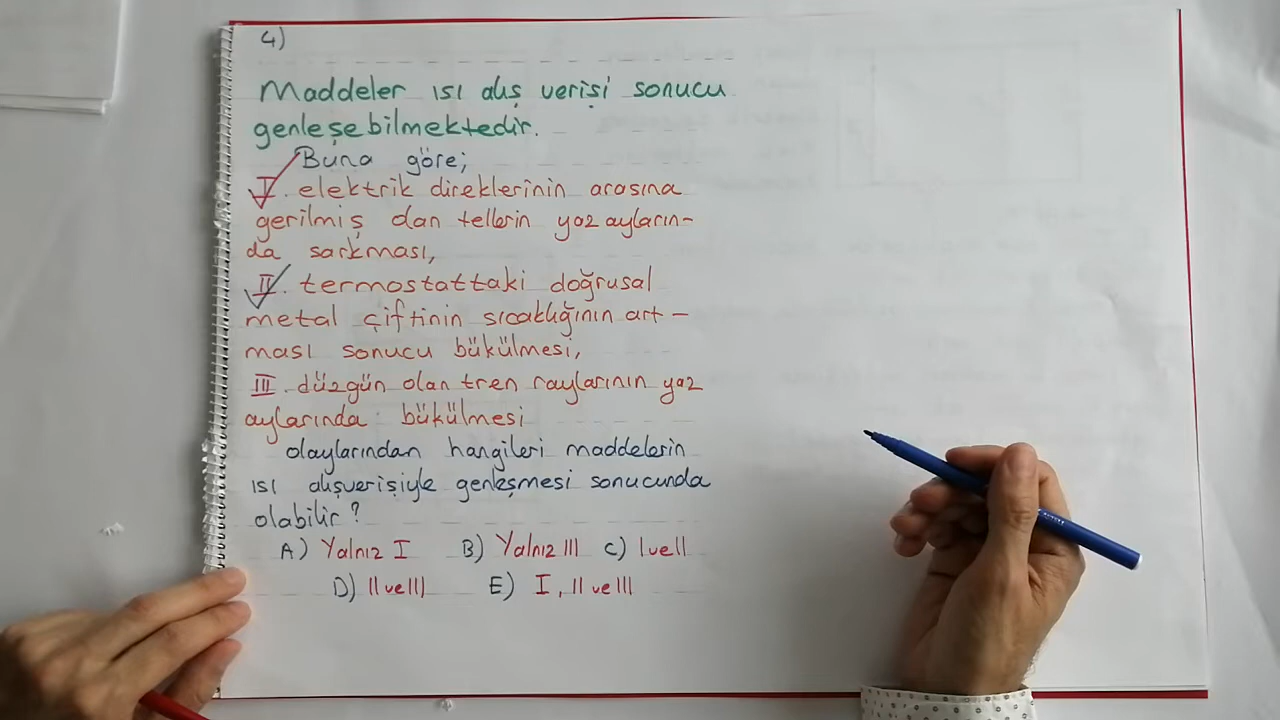 4)
Maddeler ısı alış verişi sonucu
genleşebilmektedir.
Buna göre;
I. elektrik direklerinin arasına
gerilmiş olan tellerin yaz ayların-
da sarkması,
II. termostattaki doğrusal
metal çiftinin sıcaklığının art-
ması sonucu bükülmesi,
III. düzgün olan tren raylarının yaz
aylarında bükülmesi
olaylarından hangileri maddelerin
ısı alışverişiyle genleşmesi sonucunda
olabilir?
A) Yalnız I B) Yalnız III C) I ve II
D) II ve III E) I, II ve III